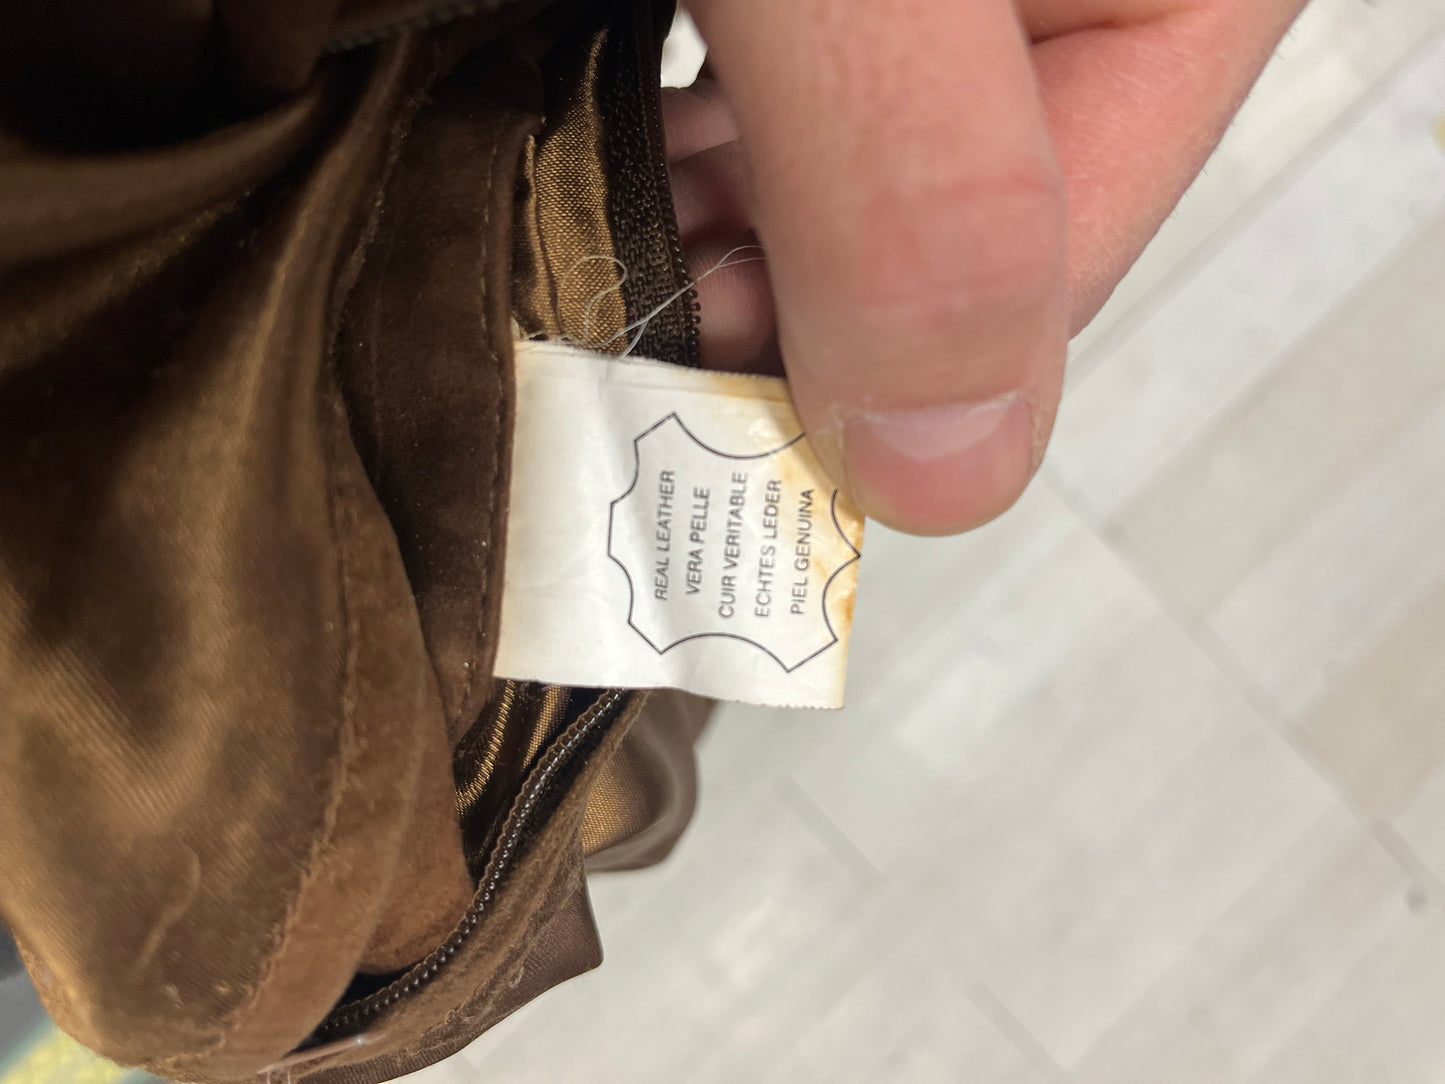 REAL LEATHER
VERA PELLE
CUIR VERITABLE
ECHTES LEDER
PIEL GENUINA